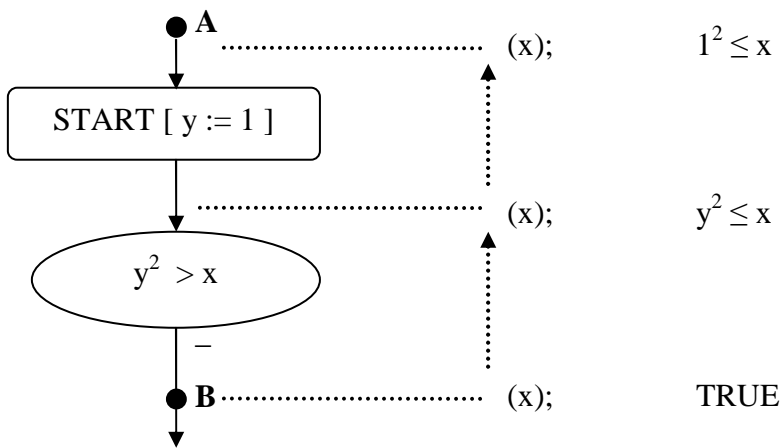 A
(x); 1² ≤ x
START [ y := 1 ]
(x); y² ≤ x
y² > x
–
B (x); TRUE